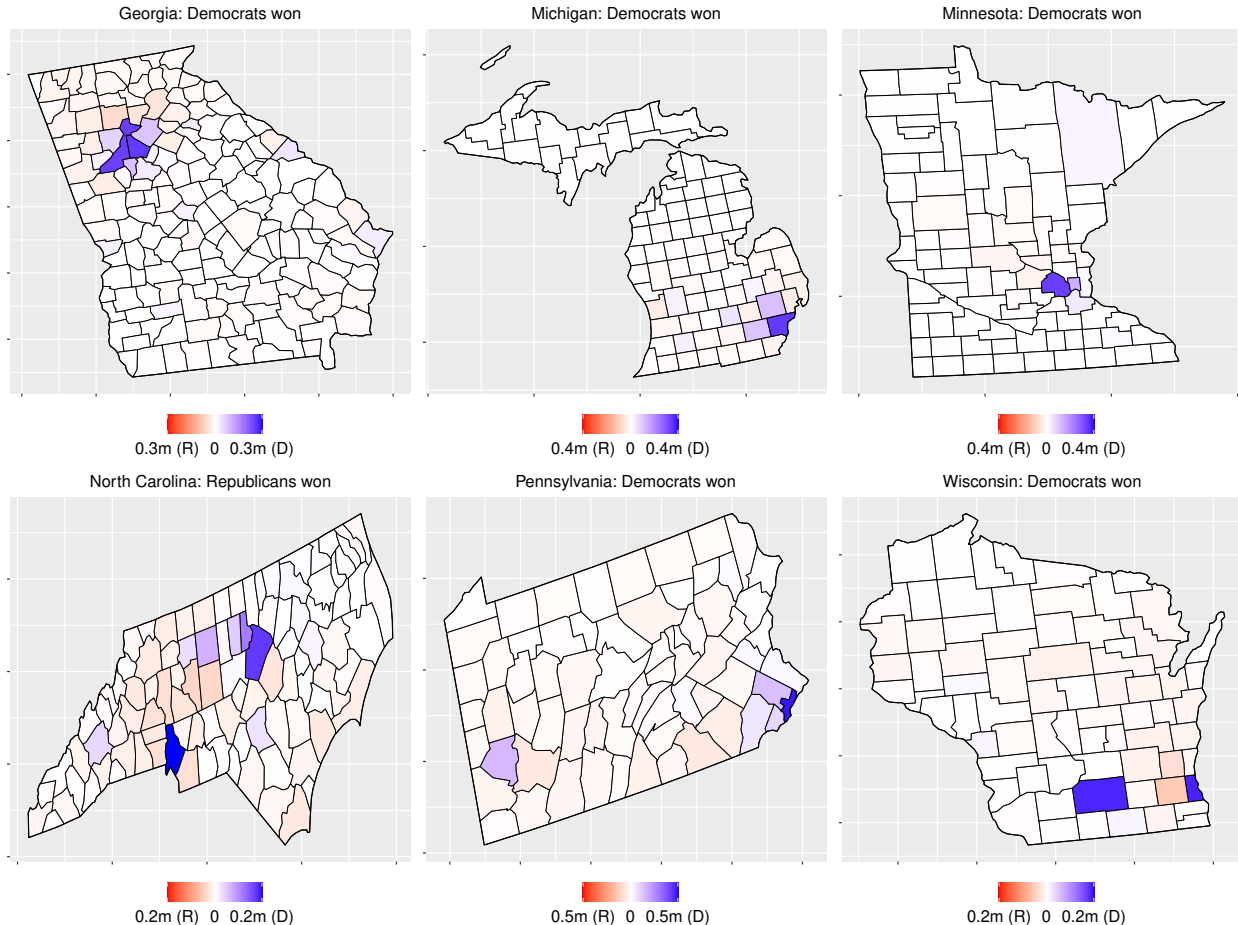 Georgia: Democrats won
Michigan: Democrats won
Minnesota: Democrats won
0.3m (R) 0 0.3m (D)
0.4m (R) 0 0.4m (D)
0.4m (R) 0 0.4m (D)
North Carolina: Republicans won
Pennsylvania: Democrats won
Wisconsin: Democrats won
0.2m (R) 0 0.2m (D)
0.5m (R) 0 0.5m (D)
0.2m (R) 0 0.2m (D)